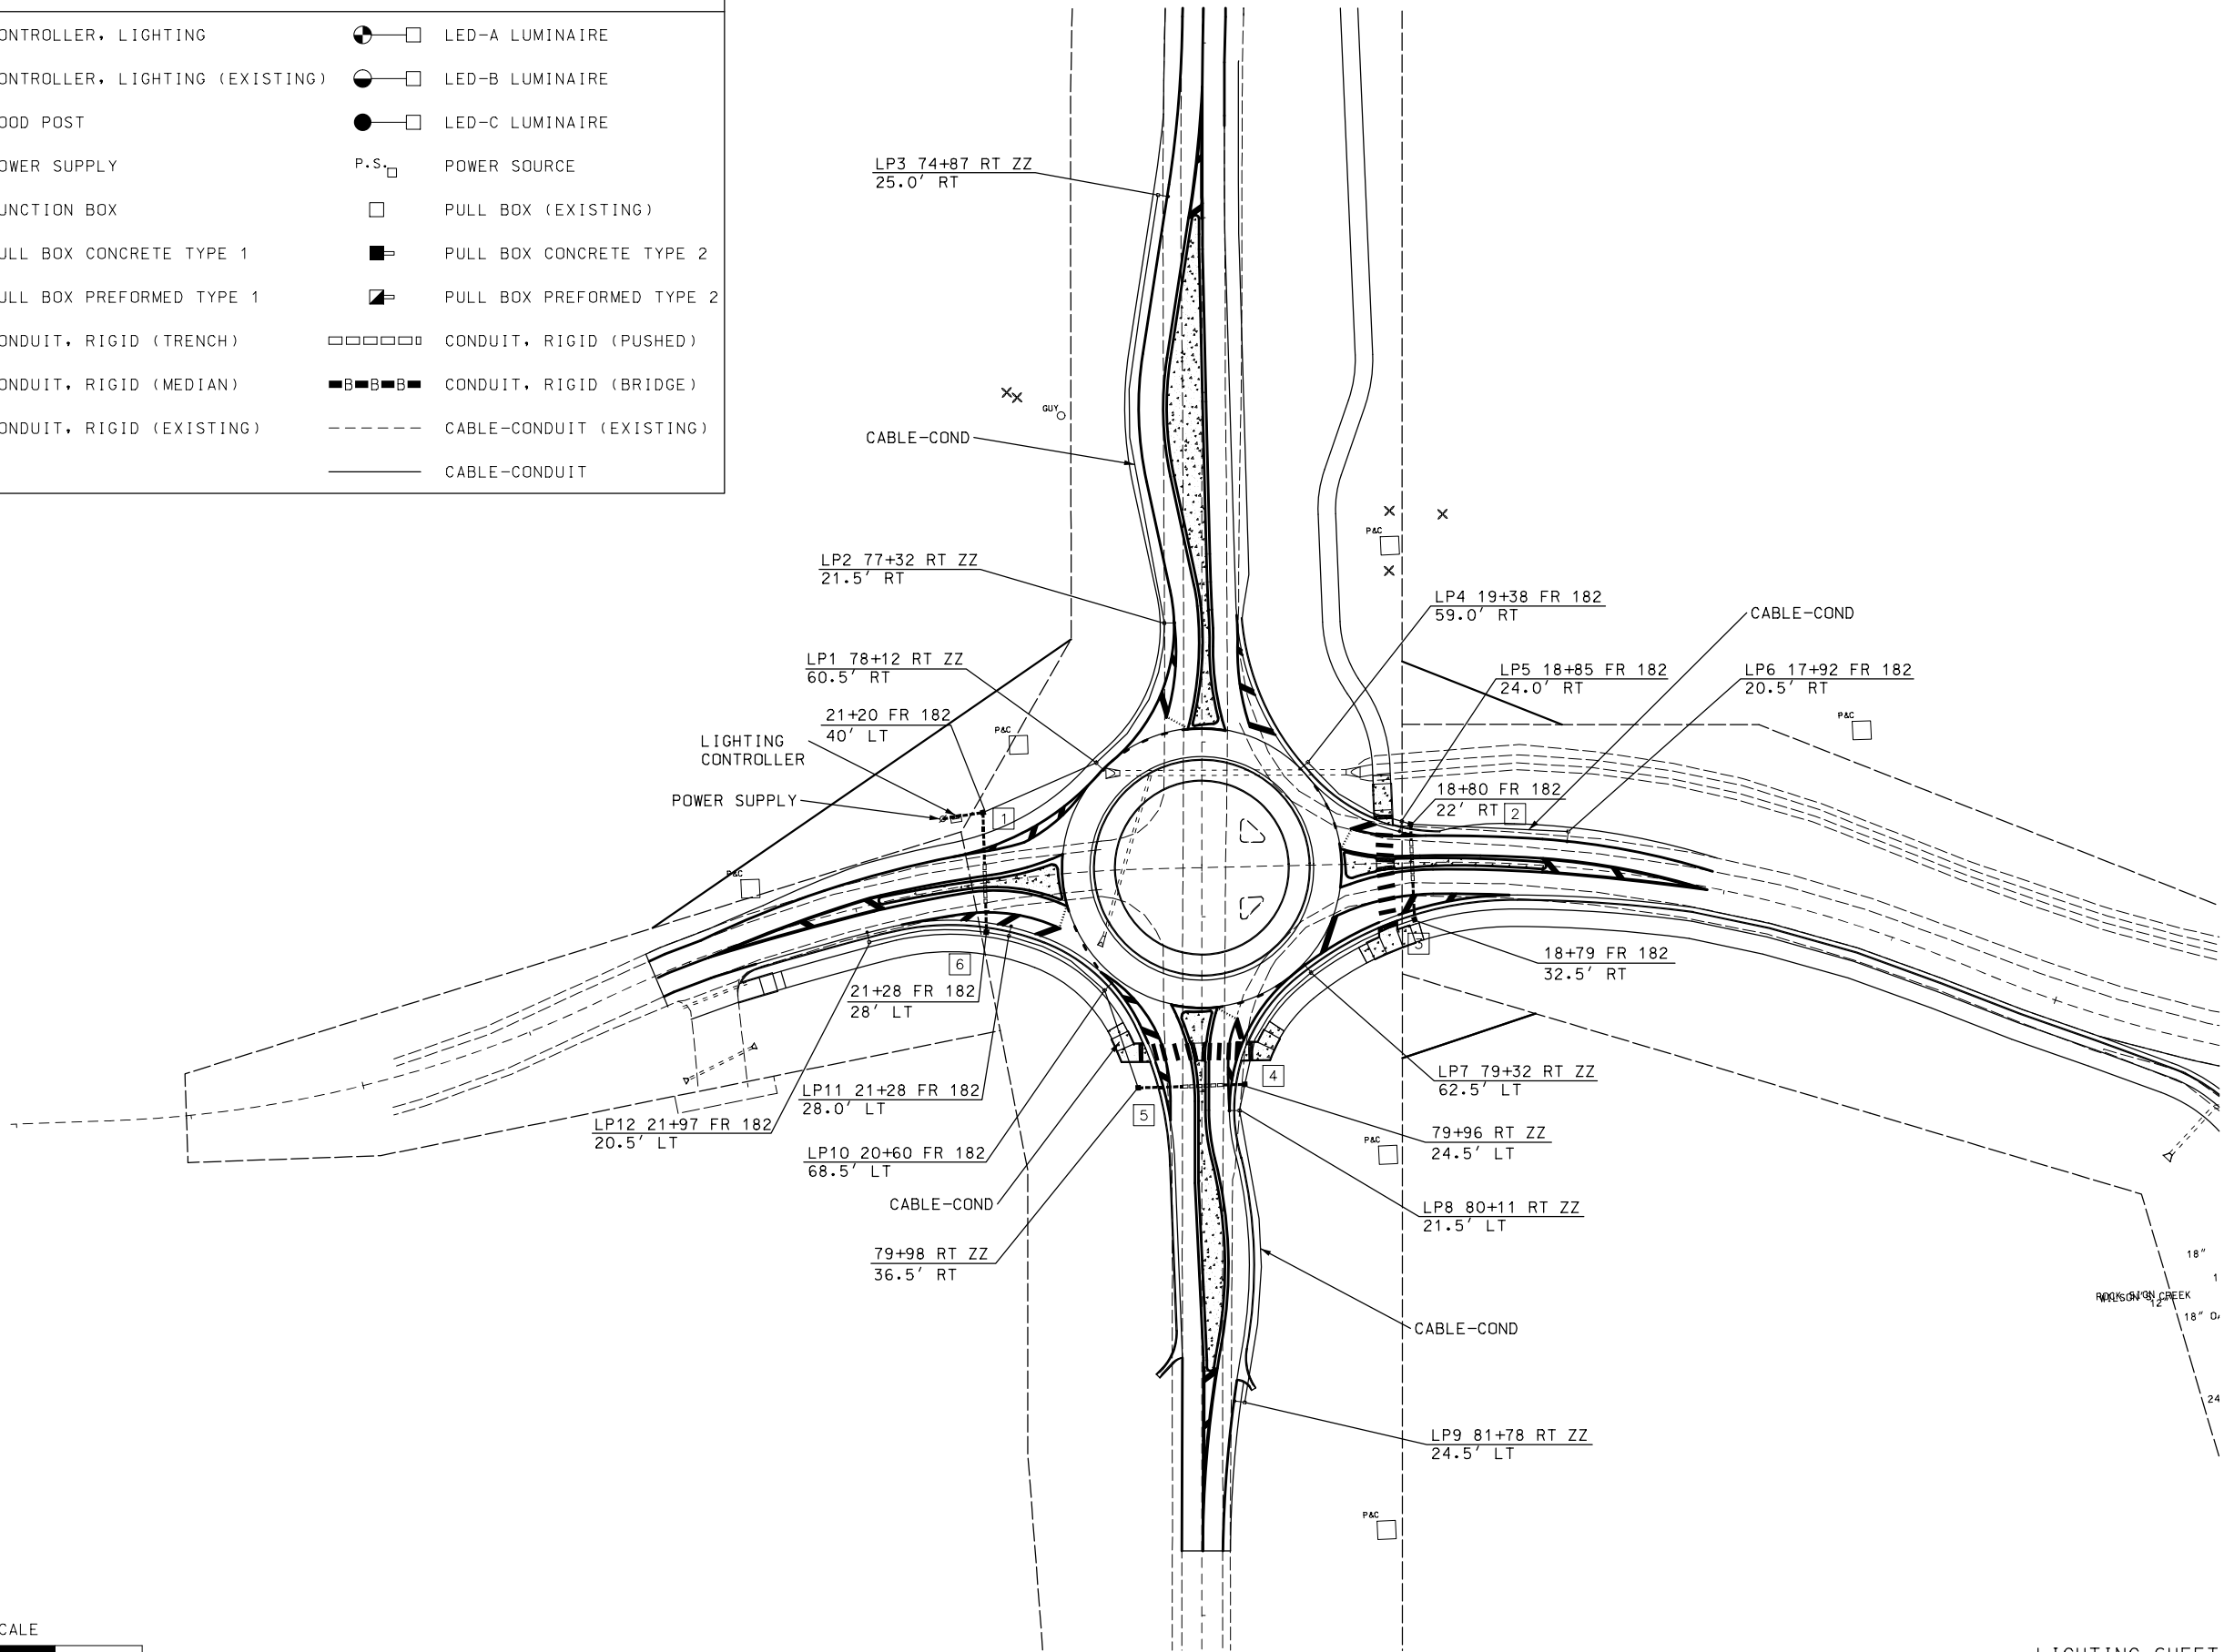 ONTROLLER, LIGHTING
LED-A LUMINAIRE
ONTROLLER, LIGHTING (EXISTING)
LED-B LUMINAIRE
OOD POST
LED-C LUMINAIRE
OWER SUPPLY
P.S.
POWER SOURCE
UNCTION BOX
PULL BOX (EXISTING)
ULL BOX CONCRETE TYPE 1
PULL BOX CONCRETE TYPE 2
ULL BOX PREFORMED TYPE 1
PULL BOX PREFORMED TYPE 2
ONDUIT, RIGID (TRENCH)
CONDUIT, RIGID (PUSHED)
ONDUIT, RIGID (MEDIAN)
B B B
CONDUIT, RIGID (BRIDGE)
ONDUIT, RIGID (EXISTING)
CABLE-CONDUIT (EXISTING)
CABLE-CONDUIT
LP3 74+87 RT ZZ
25.0' RT
GUY
CABLE-COND
P&C
LP2 77+32 RT ZZ
21.5' RT
LP4 19+38 FR 182
59.0' RT
CABLE-COND
LP1 78+12 RT ZZ
60.5' RT
LP5 18+85 FR 182
24.0' RT
LP6 17+92 FR 182
20.5' RT
21+20 FR 182
40' LT
P&C
P&C
LIGHTING
CONTROLLER
POWER SUPPLY
1
18+80 FR 182
22' RT
2
P&C
3
18+79 FR 182
32.5' RT
6
21+28 FR 182
28' LT
LP7 79+32 RT ZZ
62.5' LT
4
LP11 21+28 FR 182
28.0' LT
5
LP12 21+97 FR 182
20.5' LT
79+96 RT ZZ
24.5' LT
P&C
LP10 20+60 FR 182
68.5' LT
CABLE-COND
LP8 80+11 RT ZZ
21.5' LT
79+98 RT ZZ
36.5' RT
18"
1
12"
18" O
CABLE-COND
24
LP9 81+78 RT ZZ
24.5' LT
P&C
CALE
LIGHTING SHEET